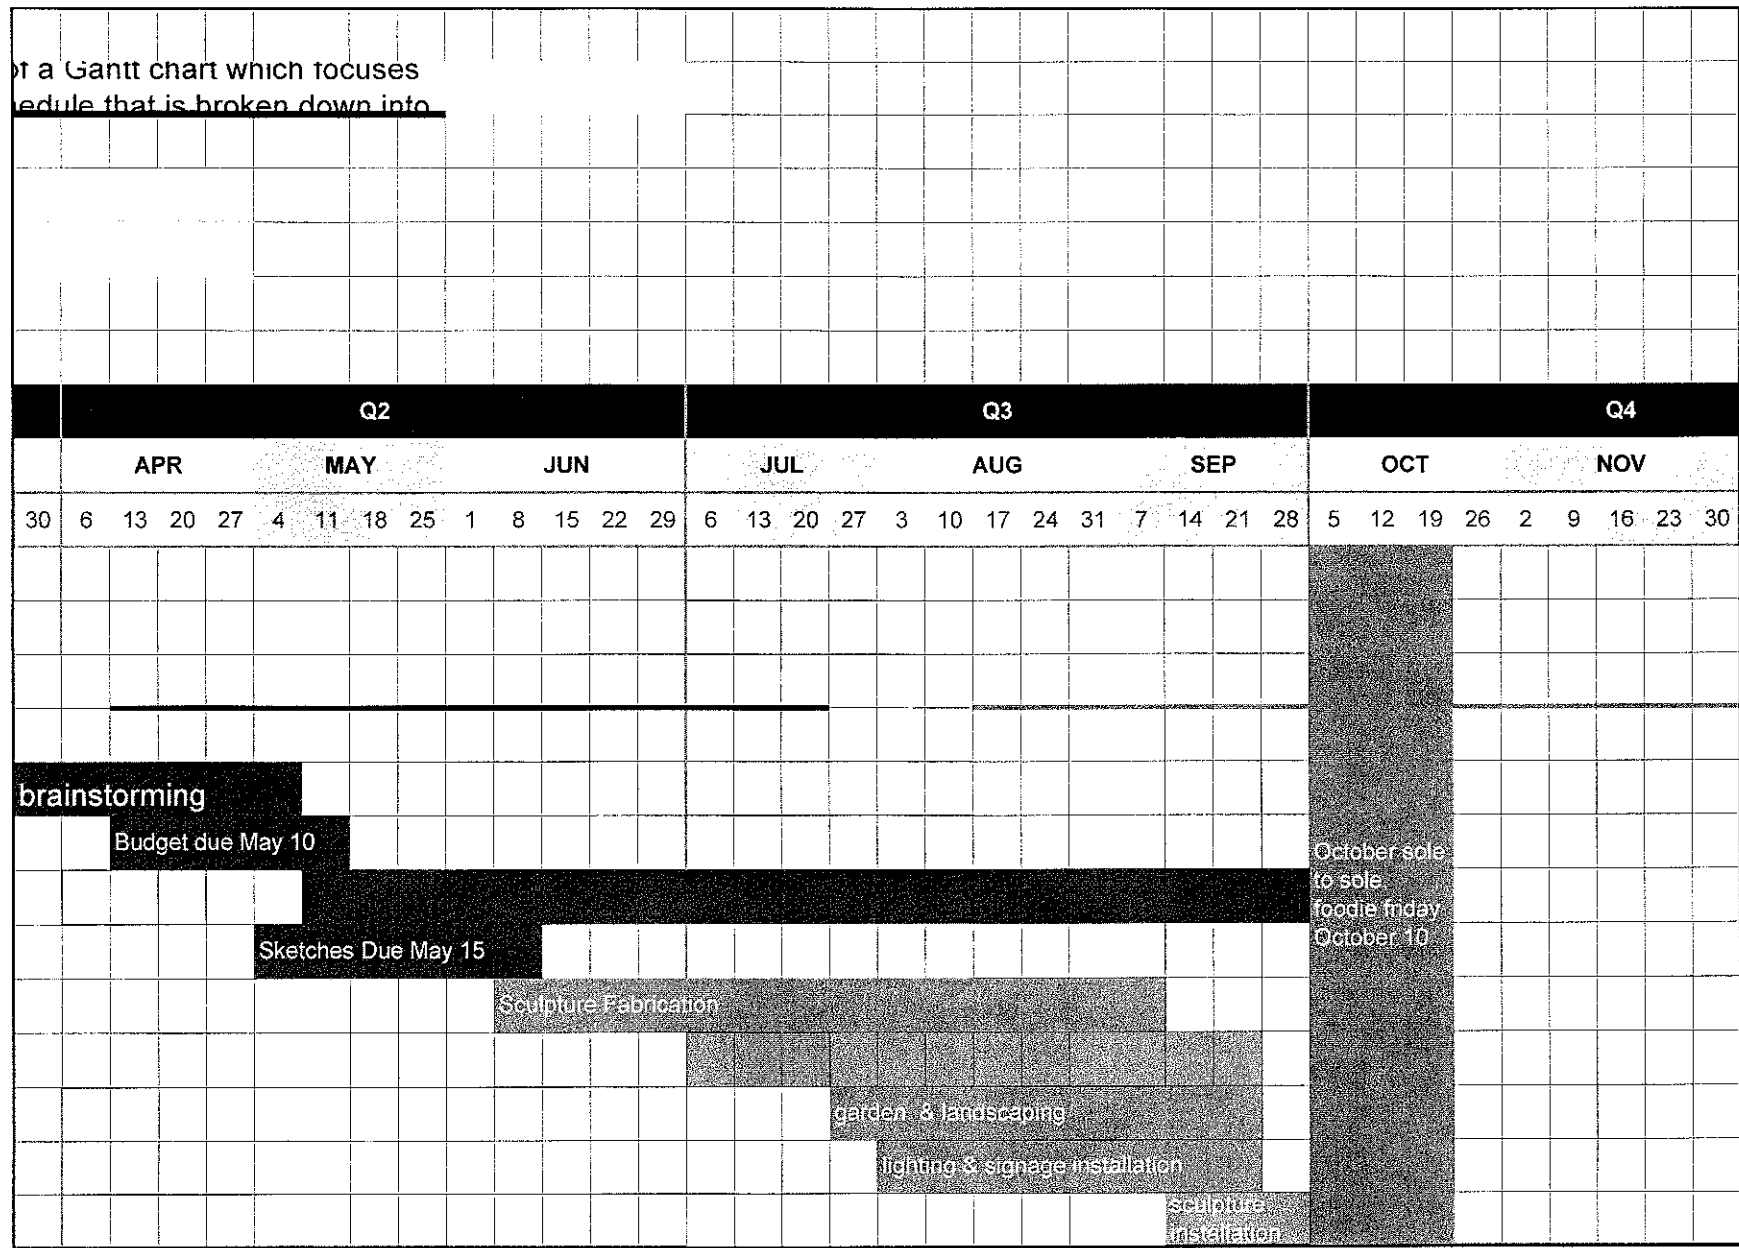 of a Gantt chart which focuses
hedule that is broken down into
Q2 Q3 Q4
APR MAY JUN JUL AUG SEP OCT NOV
30 6 13 20 27 4 11 18 25 1 8 15 22 29 6 13 20 27 3 10 17 24 31 7 14 21 28 5 12 19 26 2 9 16 23 30
brainstorming
Budget due May 10
October sole
to sole
foodie friday
October 10
Sketches Due May 15
Sculpture Fabrication
garden & landscaping
lighting & signage installation
sculpture
installation